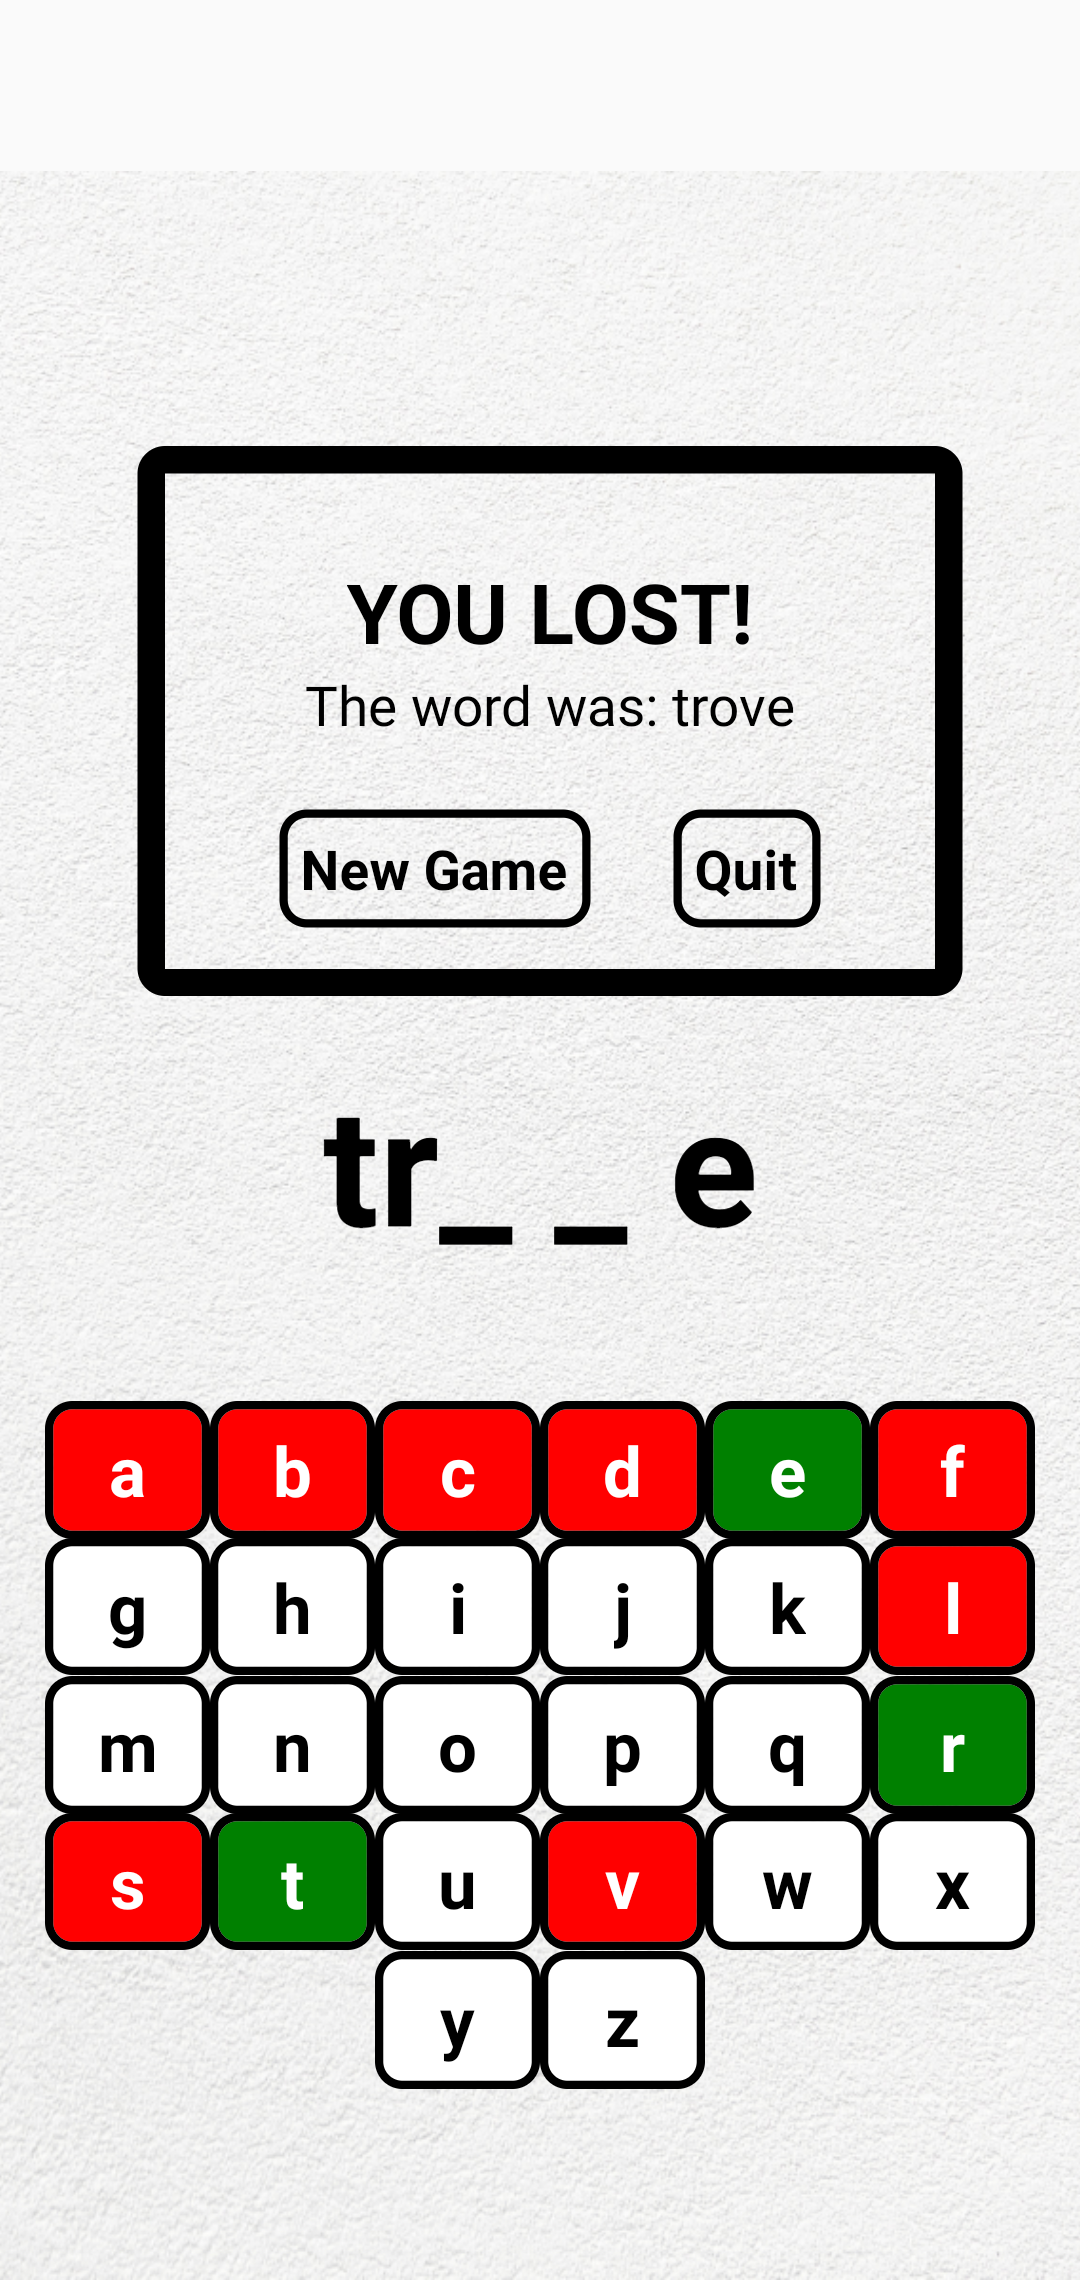 YOU LOST!
The word was: trove
New Game Quit
tr_ _ e
a b c d e f
g h i j k l
m n o p q r
s t u v w x
y z